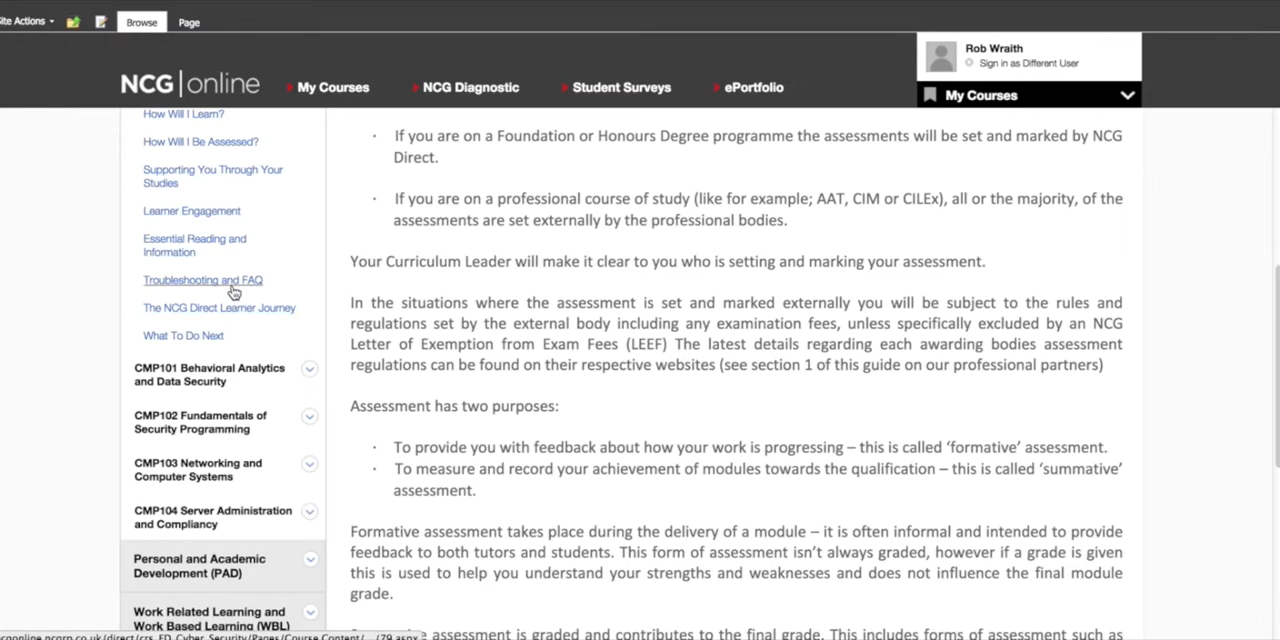 ite Actions
Browse
Page
Rob Wraith
Sign in as Different User
NCG|online
My Courses
NCG Diagnostic
Student Surveys
ePortfolio
My Courses
How Will I Learn?
How Will I Be Assessed?
Supporting You Through Your
Studies
Learner Engagement
Essential Reading and
Information
Troubleshooting and FAQ
The NCG Direct Learner Journey
What To Do Next
CMP101 Behavioral Analytics
and Data Security
CMP102 Fundamentals of
Security Programming
CMP103 Networking and
Computer Systems
CMP104 Server Administration
and Compliancy
Personal and Academic
Development (PAD)
Work Related Learning and
Work Based Learning (WBL)
· If you are on a Foundation or Honours Degree programme the assessments will be set and marked by NCG
Direct.
· If you are on a professional course of study (like for example; AAT, CIM or CILEx), all or the majority, of the
assessments are set externally by the professional bodies.
Your Curriculum Leader will make it clear to you who is setting and marking your assessment.
In the situations where the assessment is set and marked externally you will be subject to the rules and
regulations set by the external body including any examination fees, unless specifically excluded by an NCG
Letter of Exemption from Exam Fees (LEEF) The latest details regarding each awarding bodies assessment
regulations can be found on their respective websites (see section 1 of this guide on our professional partners)
Assessment has two purposes:
· To provide you with feedback about how your work is progressing – this is called ‘formative’ assessment.
· To measure and record your achievement of modules towards the qualification – this is called ‘summative’
assessment.
Formative assessment takes place during the delivery of a module – it is often informal and intended to provide
feedback to both tutors and students. This form of assessment isn’t always graded, however if a grade is given
this is used to help you understand your strengths and weaknesses and does not influence the final module
grade.
assessment is graded and contributes to the final grade. This includes forms of assessment such as